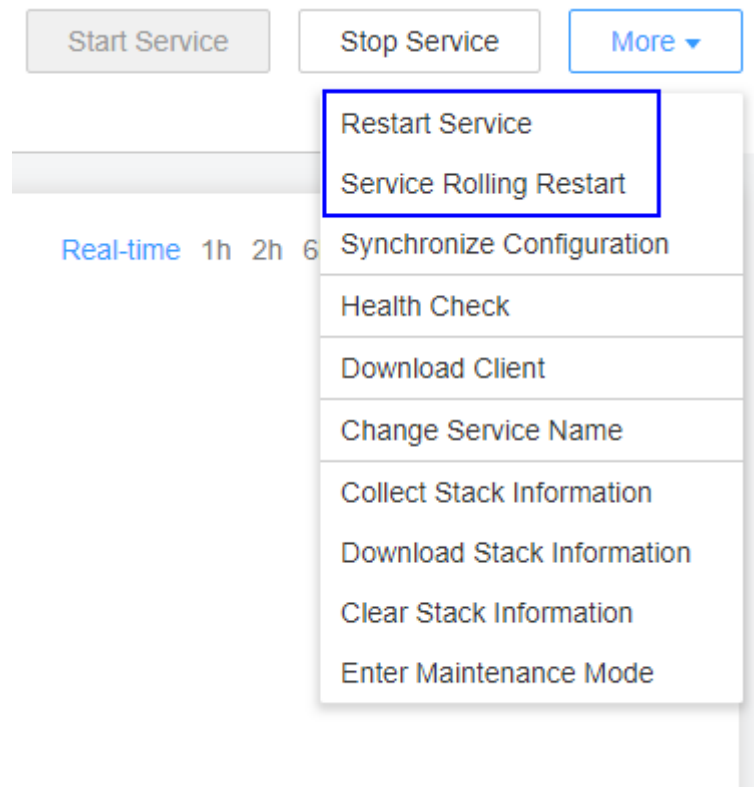 Start Service Stop Service More
Restart Service
Service Rolling Restart
Real-time 1h 2h 6 Synchronize Configuration
Health Check
Download Client
Change Service Name
Collect Stack Information
Download Stack Information
Clear Stack Information
Enter Maintenance Mode